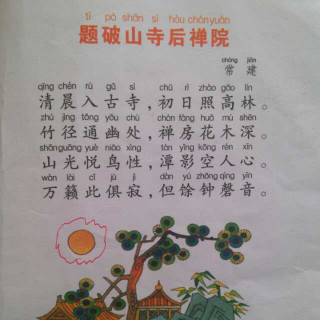 tí pò shān sì hòu chányuàn
题破山寺后禅院
cháng jiàn
常 建
qīng chén rù gǔ sì chū rì zhào gāo lín
清晨入古寺，初日照高林。
zhú jìng tōng yōu chù chán fáng huā mù shēn
竹径通幽处，禅房花木深。
shānguāng yuè niǎo xìng tán yǐng kōng rén xīn
山光悦鸟性，潭影空人心。
wàn lài cǐ jù jì dàn yú zhōng qìng yīn
万籁此俱寂，但馀钟磬音。